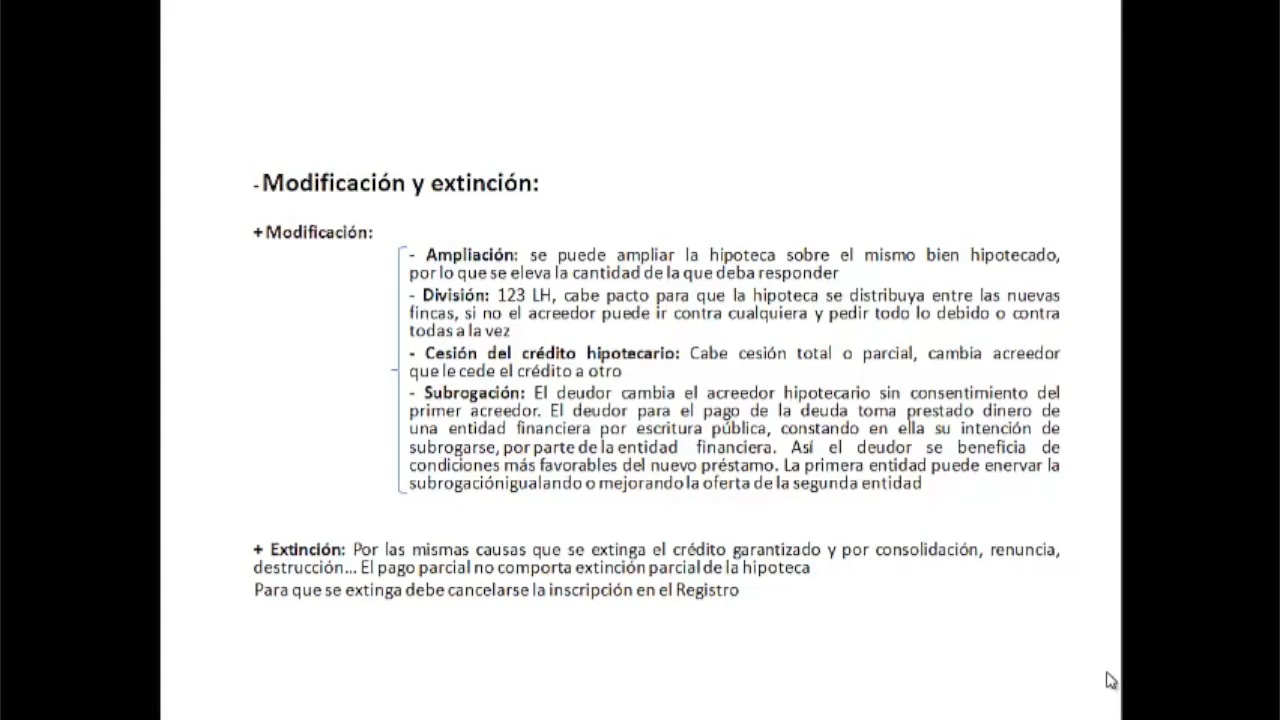 -Modificación y extinción:
+ Modificación:
- Ampliación: se puede ampliar la hipoteca sobre el mismo bien hipotecado,
por lo que se eleva la cantidad de la que deba responder
- División: 123 LH, cabe pacto para que la hipoteca se distribuya entre las nuevas
fincas, si no el acreedor puede ir contra cualquiera y pedir todo lo debido o contra
todas a la vez
- Cesión del crédito hipotecario: Cabe cesión total o parcial, cambia acreedor
que le cede el crédito a otro
- Subrogación: El deudor cambia el acreedor hipotecario sin consentimiento del
primer acreedor. El deudor para el pago de la deuda toma prestado dinero de
una entidad financiera por escritura pública, constando en ella su intención de
subrogarse, por parte de la entidad financiera. Así el deudor se beneficia de
condiciones más favorables del nuevo préstamo. La primera entidad puede enervar la
subrogaciónigualando o mejorando la oferta de la segunda entidad
+ Extinción: Por las mismas causas que se extinga el crédito garantizado y por consolidación, renuncia,
destrucción... El pago parcial no comporta extinción parcial de la hipoteca
Para que se extinga debe cancelarse la inscripción en el Registro